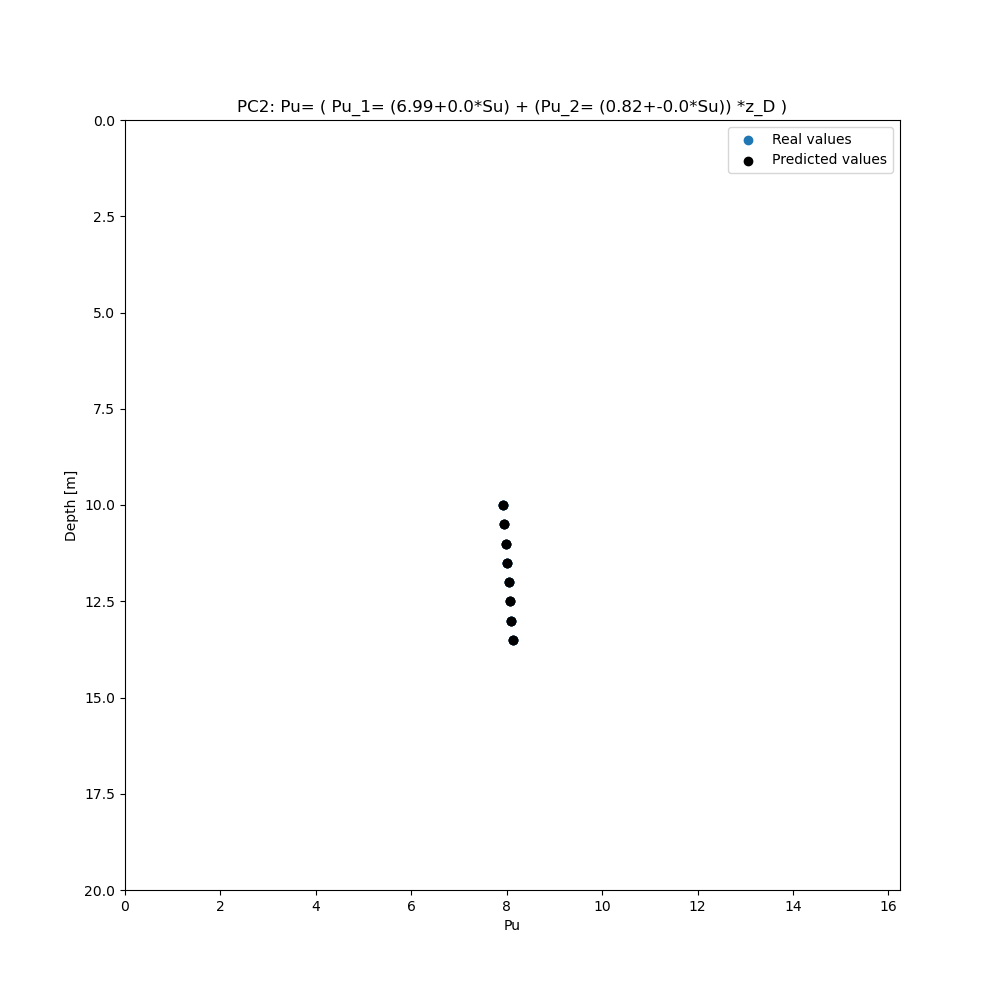 PC2: Pu= ( Pu_1= (6.99+0.0*Su) + (Pu_2= (0.82+-0.0*Su)) *z_D )
Real values
Predicted values
0.0
2.5
5.0
7.5
10.0
12.5
15.0
17.5
20.0
Depth [m]
0 2 4 6 8 10 12 14 16
Pu